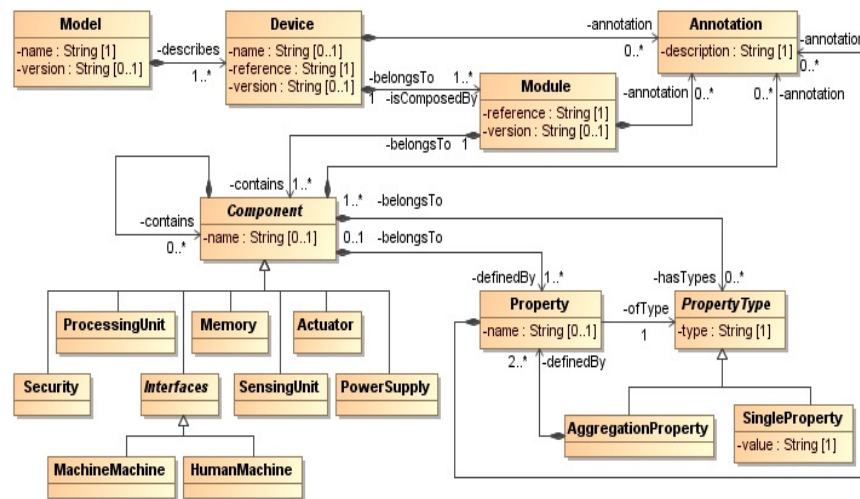 Model
-name : String [1]
-version : String [0..1]
-describes
1..*
Device
-name : String [0..1]
-reference : String [1]
-version : String [0..1]
-annotation
0..*
Annotation
-description : String [1]
-annotation
0..*
-belongsTo
1..*
1
-isComposedBy
Module
-reference : String [1]
-version : String [0..1]
-annotation
0..*
0..*
-annotation
-belongsTo
1
-contains
1..*
-contains
0..*
Component
-name : String [0..1]
1..*
-belongsTo
0..1
-belongsTo
-definedBy
1..*
-hasTypes
0..*
Property
-name : String [0..1]
-ofType
1
PropertyType
-type : String [1]
ProcessingUnit
Memory
Actuator
2..*
-definedBy
Security
Interfaces
SensingUnit
PowerSupply
AggregationProperty
SingleProperty
-value : String [1]
MachineMachine
HumanMachine